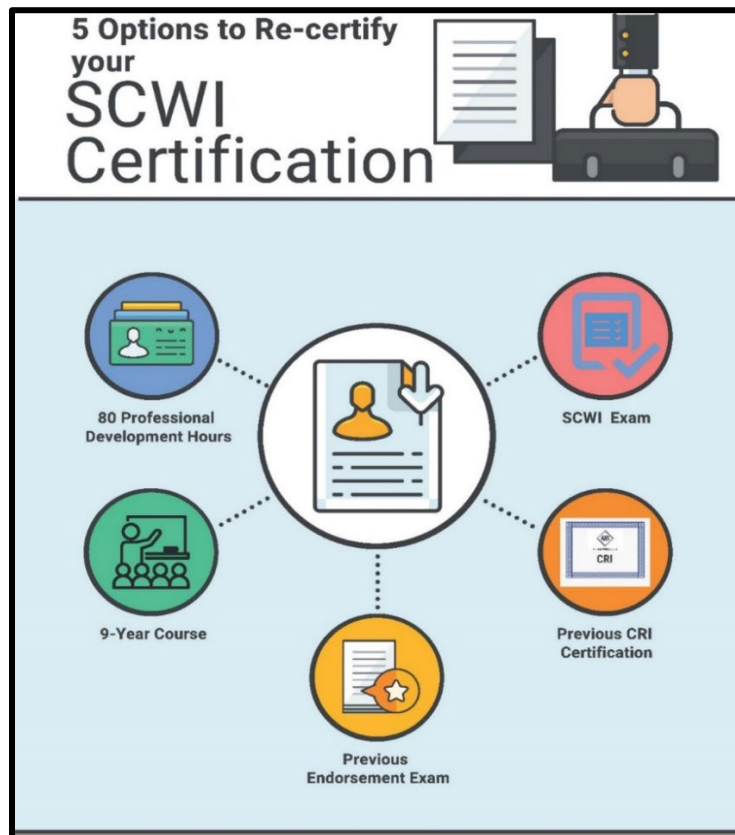 5 Options to Re-certify
your
SCWI
Certification
80 Professional
Development Hours
SCWI Exam
9-Year Course
CRI
Previous CRI
Certification
Previous
Endorsement Exam